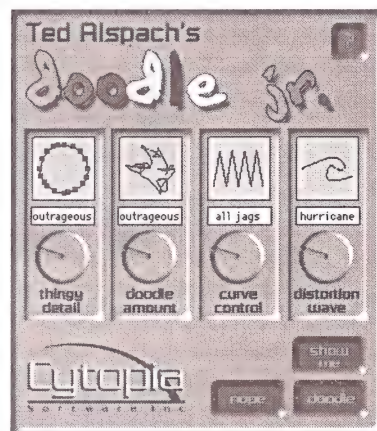 Ted Alspach's
doodle jr.
outrageous
outrageous
all jags
hurricane
thingy
detail
doodle
amount
curve
control
distortion
wave
show
me
Cytopia
Software Inc
nope
doodle